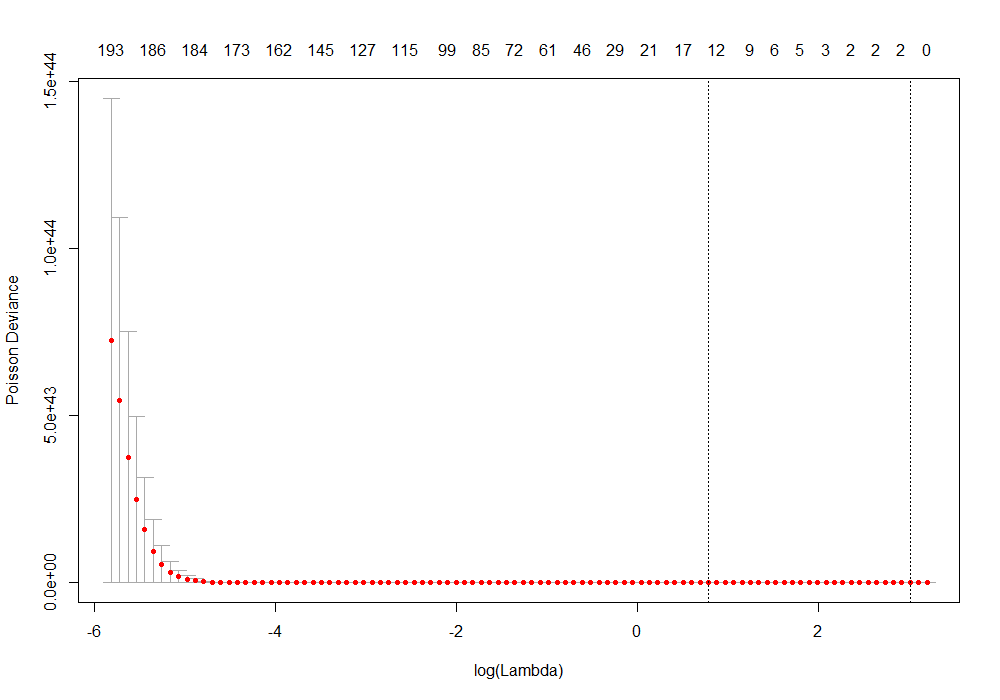 193 186 184 173 162 145 127 115 99 85 72 61 46 29 21 17 12 9 6 5 3 2 2 2 0
1.5e+44
1.0e+44
5.0e+43
0.0e+00
Poisson Deviance
-6 -4 -2 0 2
log(Lambda)